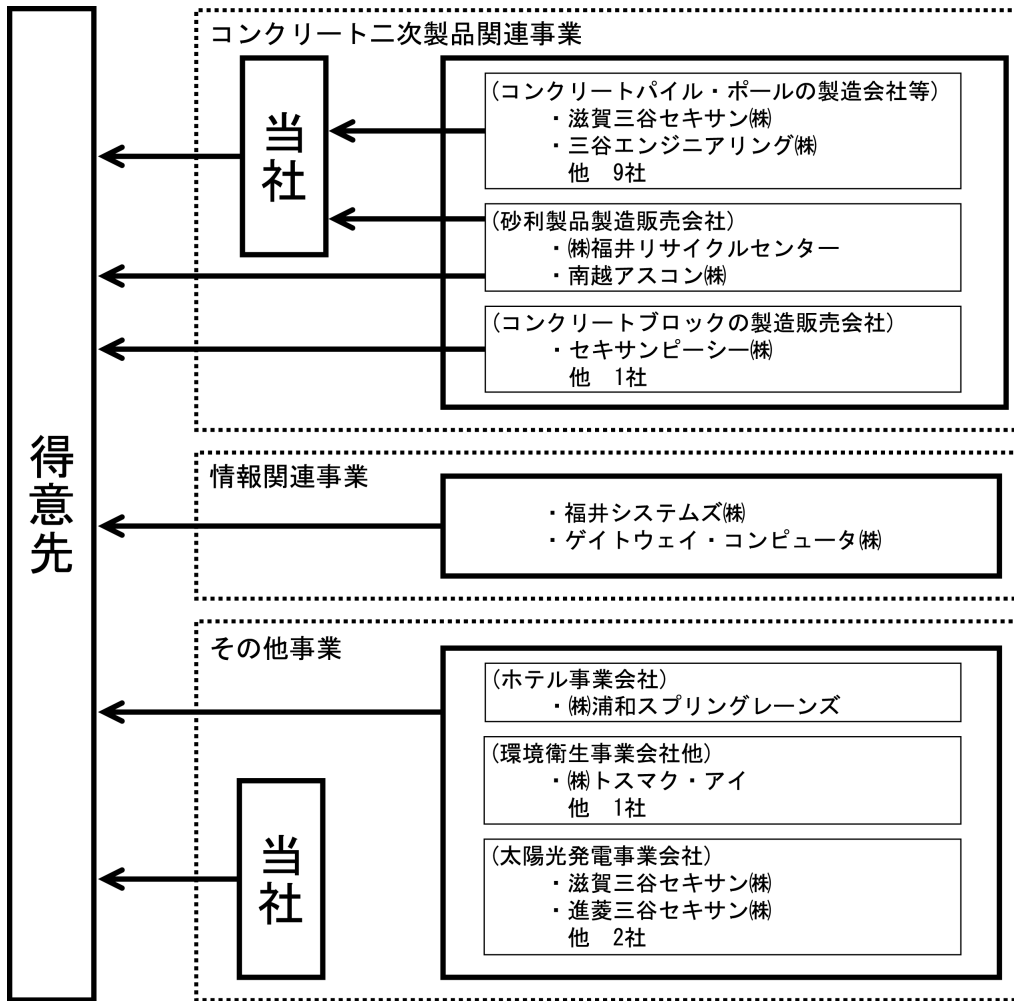 得意先
コンクリート二次製品関連事業
当社
(コンクリートパイル・ポールの製造会社等)
・滋賀三谷セキサン㈱
・三谷エンジニアリング㈱
他 9社
(砂利製品製造販売会社)
・㈱福井リサイクルセンター
・南越アスコン㈱
(コンクリートブロックの製造販売会社)
・セキサンピーシー㈱
他 1社
情報関連事業
・福井システムズ㈱
・ゲイトウェイ・コンピュータ㈱
その他事業
(ホテル事業会社)
・㈱浦和スプリングレーンズ
(環境衛生事業会社他)
・㈱トスマク・アイ
他 1社
当社
(太陽光発電事業会社)
・滋賀三谷セキサン㈱
・進菱三谷セキサン㈱
他 2社